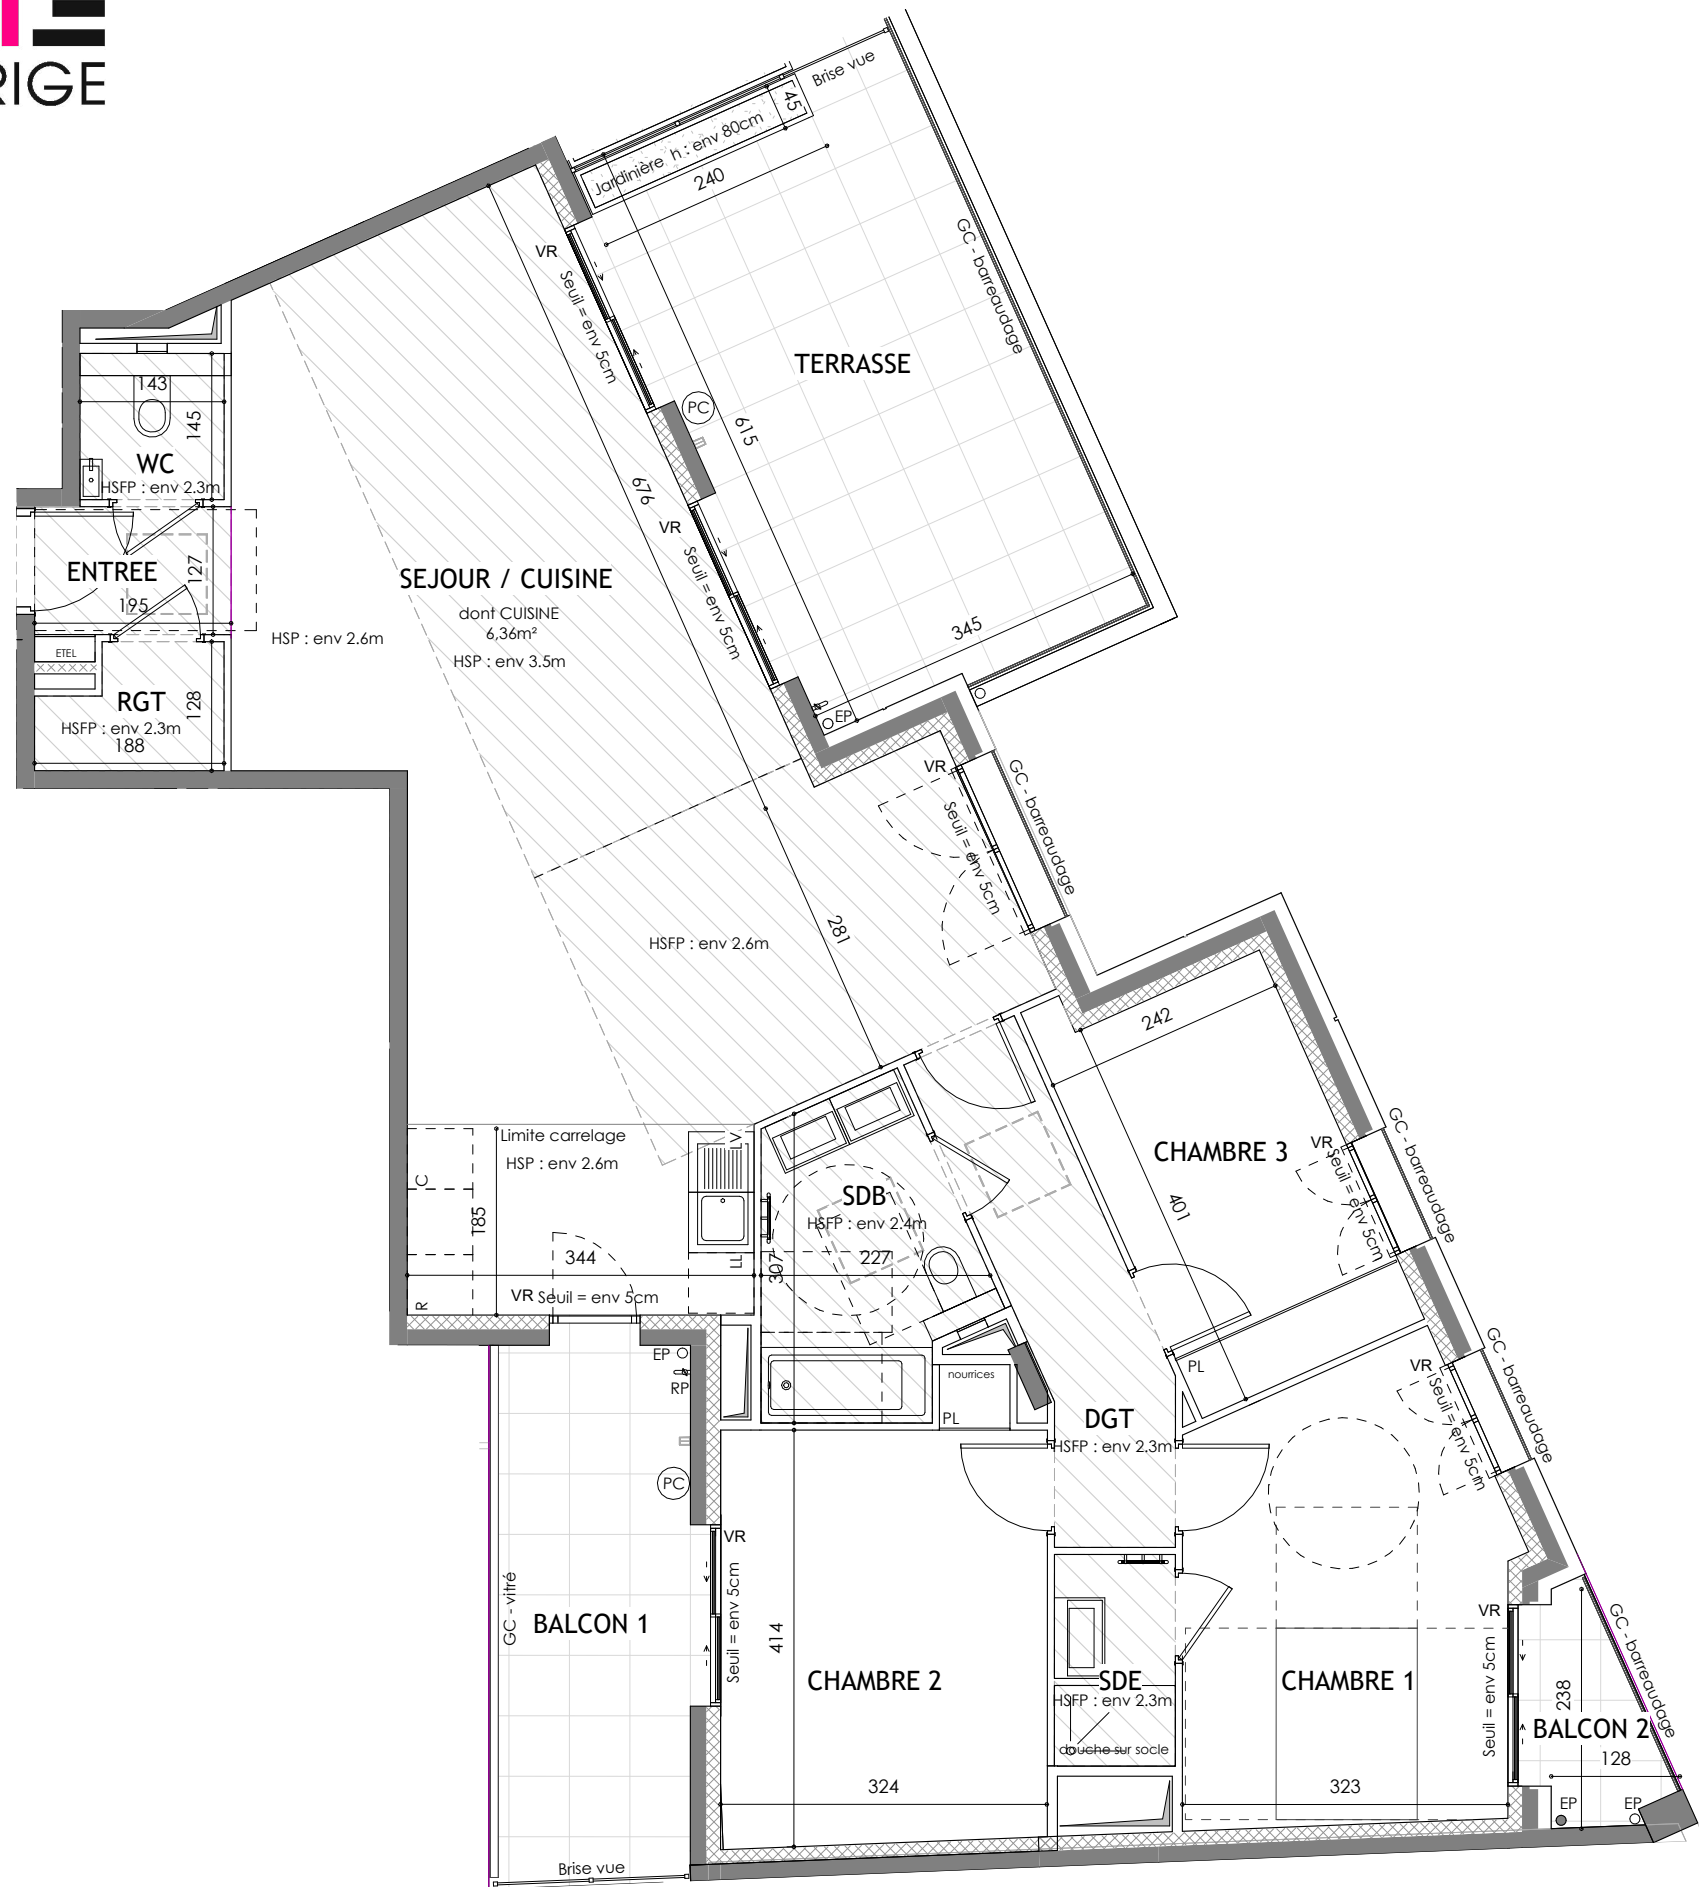 RIGE
Brise vue
45
Jardinière h : env 80cm
240
GC - barreaudage
VR
Seuil = env 5cm
TERRASSE
PC
615
676
143
145
WC
HSFP : env 2.3m
VR
Seuil = env 5cm
ENTREE
127
195
SEJOUR / CUISINE
dont CUISINE
6,36m²
HSP : env 3.5m
HSP : env 2.6m
345
ETEL
RGT
128
HSFP : env 2.3m
188
EP
VR
Seuil = env 5cm
GC - barreaudage
281
HSFP : env 2.6m
242
CHAMBRE 3
VR
Seuil = env 5cm
GC - barreaudage
401
Limite carrelage
HSP : env 2.6m
LV
C
185
344
LL
R
VR Seuil = env 5cm
SDB
HSFP : env 2.4m
307
227
EP
RP
nourrices
PL
PL
DGT
HSFP : env 2.3m
VR
Seuil = env 5cm
GC - barreaudage
PC
VR
Seuil = env 5cm
GC - vitré
BALCON 1
414
CHAMBRE 2
324
SDE
HSFP : env 2.3m
douche sur socle
CHAMBRE 1
323
VR
Seuil = env 5cm
GC - barreaudage
238
BALCON 2
128
EP
EP
Brise vue